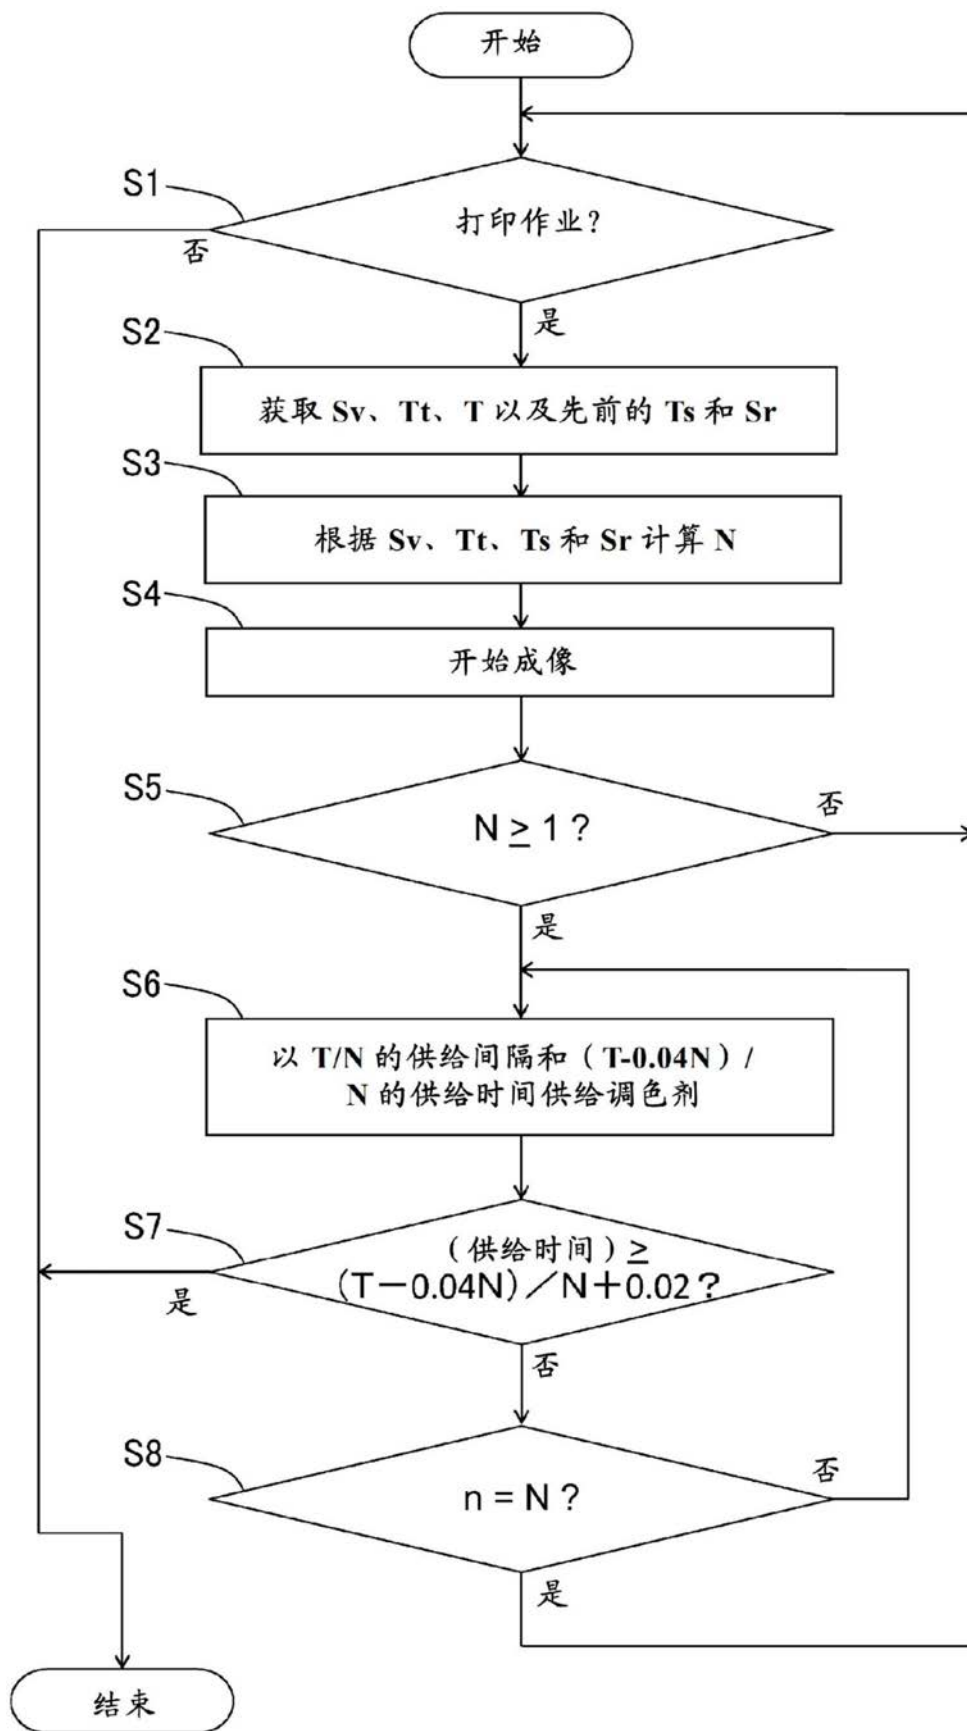 开始
S1
打印作业?
否
是
S2
获取 Sv、Tt、T 以及先前的 Ts 和 Sr
S3
根据 Sv、Tt、Ts 和 Sr 计算 N
S4
开始成像
S5
N ≥ 1 ?
否
是
S6
以 T/N 的供给间隔和（T-0.04N）/
N 的供给时间供给调色剂
S7
（供给时间）≥
(T－0.04N)／N＋0.02？
是
否
S8
n = N ?
否
是
结束